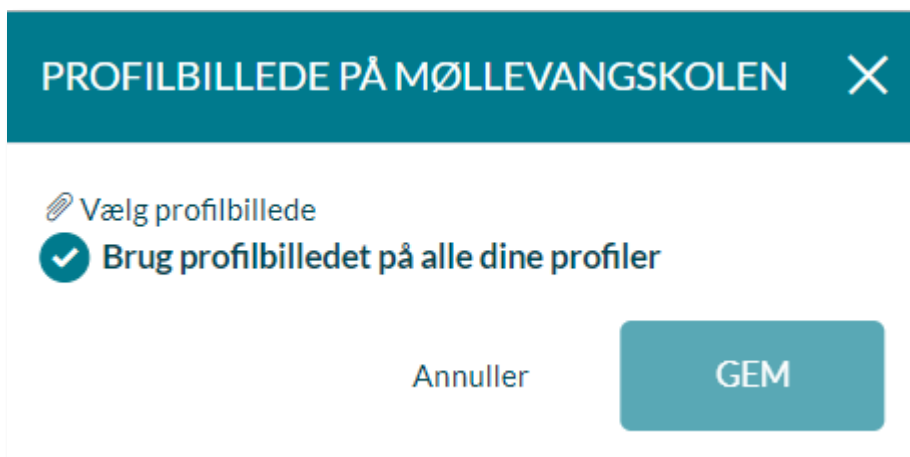 PROFILBILLEDE PÅ MØLLEVANGSKOLEN
Vælg profilbillede
Brug profilbilledet på alle dine profiler
Annuller
GEM